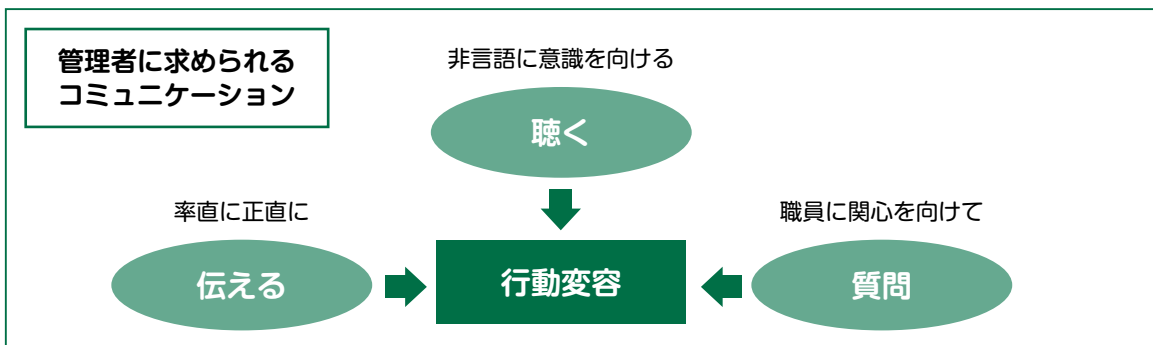 管理者に求められる
コミュニケーション
非言語に意識を向ける
聴く
率直に正直に
職員に関心を向けて
伝える
行動変容
質問